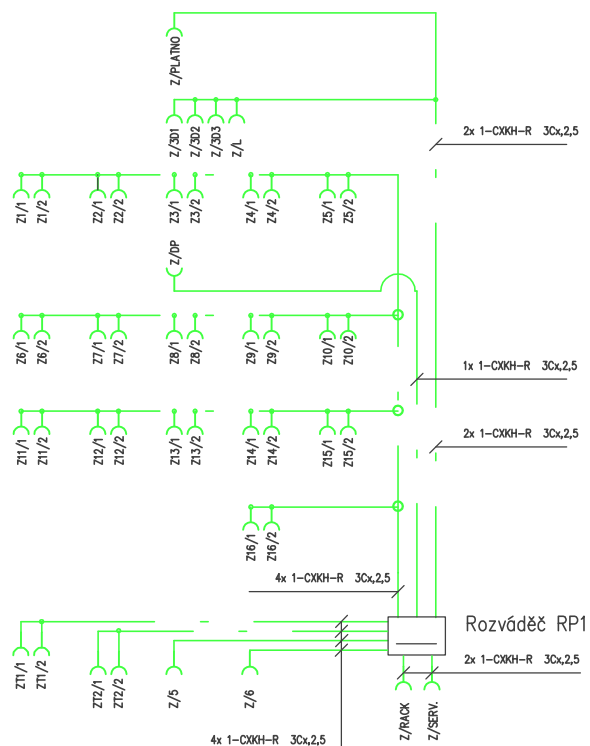 Z/PLATNO
2x 1-CXKH-R 3Cx,2,5
Z/3D1
Z/3D2
Z/3D3
Z/L
Z1/1
Z1/2
Z2/1
Z2/2
Z3/1
Z3/2
Z4/1
Z4/2
Z5/1
Z5/2
Z/DP
Z6/1
Z6/2
Z7/1
Z7/2
Z8/1
Z8/2
Z9/1
Z9/2
Z10/1
Z10/2
1x 1-CXKH-R 3Cx,2,5
Z11/1
Z11/2
Z12/1
Z12/2
Z13/1
Z13/2
Z14/1
Z14/2
Z15/1
Z15/2
2x 1-CXKH-R 3Cx,2,5
Z16/1
Z16/2
4x 1-CXKH-R 3Cx,2,5
Rozváděč RP1
ZT1/1
ZT1/2
ZT2/1
ZT2/2
Z/5
Z/6
2x 1-CXKH-R 3Cx,2,5
Z/RACK
Z/SERV.
4x 1-CXKH-R 3Cx,2,5